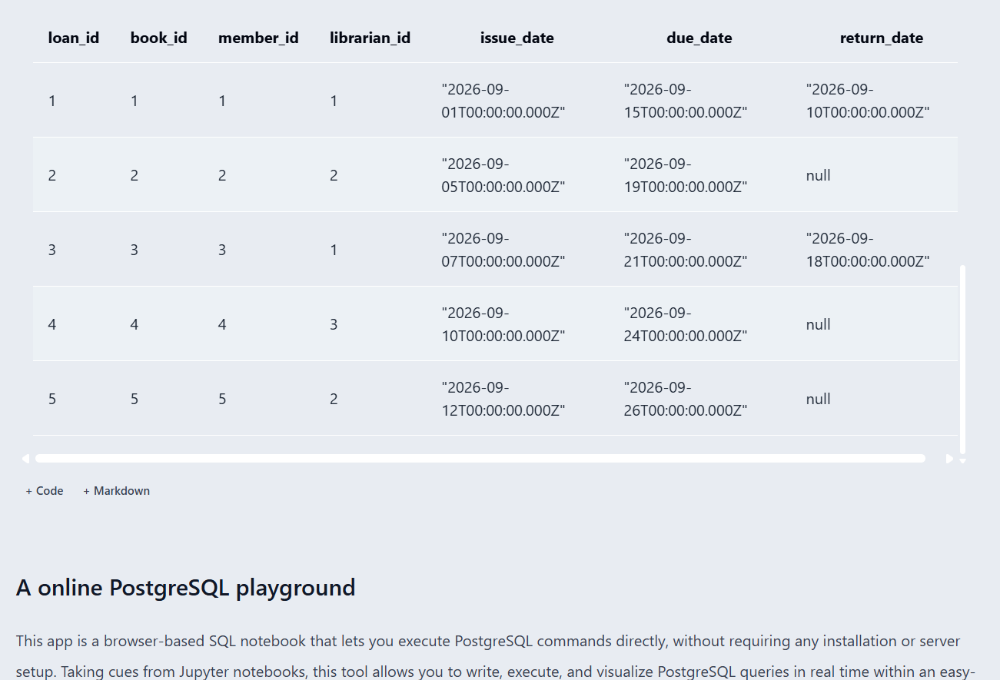 loan_id book_id member_id librarian_id issue_date due_date return_date
1 1 1 1 "2026-09-01T00:00:00.000Z" "2026-09-15T00:00:00.000Z" "2026-09-10T00:00:00.000Z"
2 2 2 2 "2026-09-05T00:00:00.000Z" "2026-09-19T00:00:00.000Z" null
3 3 3 1 "2026-09-07T00:00:00.000Z" "2026-09-21T00:00:00.000Z" "2026-09-18T00:00:00.000Z"
4 4 4 3 "2026-09-10T00:00:00.000Z" "2026-09-24T00:00:00.000Z" null
5 5 5 2 "2026-09-12T00:00:00.000Z" "2026-09-26T00:00:00.000Z" null
+ Code + Markdown
A online PostgreSQL playground
This app is a browser-based SQL notebook that lets you execute PostgreSQL commands directly, without requiring any installation or server
setup. Taking cues from Jupyter notebooks, this tool allows you to write, execute, and visualize PostgreSQL queries in real time within an easy-